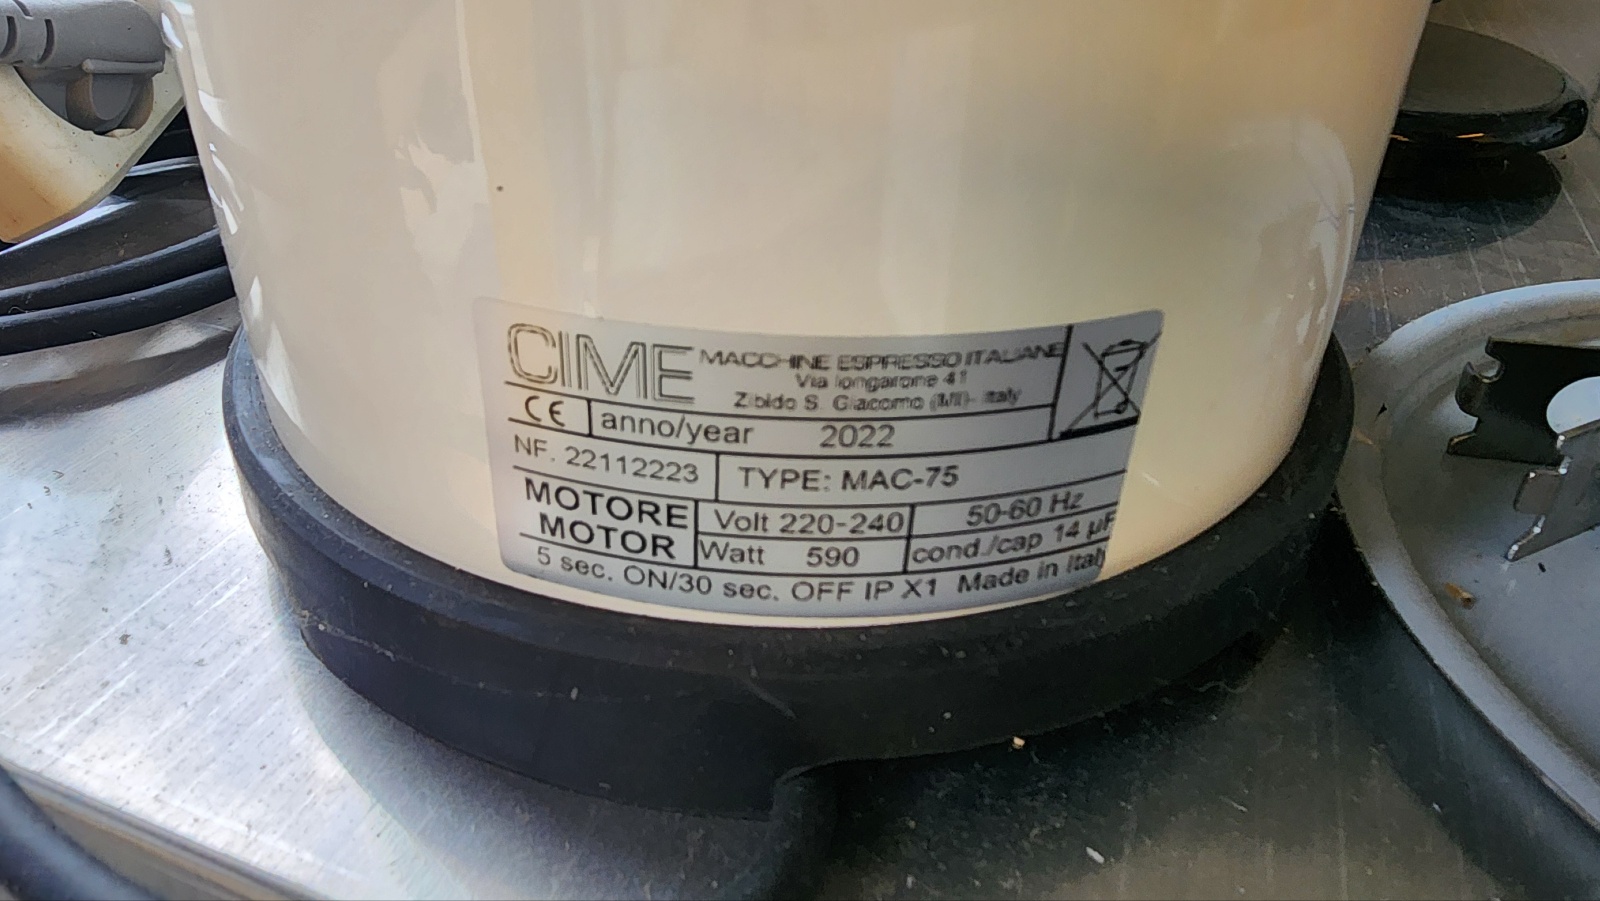 CIME MACCHINE ESPRESSO ITALIANE
Via longarone 41
Zibido S. Giacomo (MI)- Italy
CE anno/year 2022
NF. 22112223 TYPE: MAC-75
MOTORE Volt 220-240 50-60 Hz
MOTOR Watt 590 cond./cap 14 µF
5 sec. ON/30 sec. OFF IP X1 Made in Italy